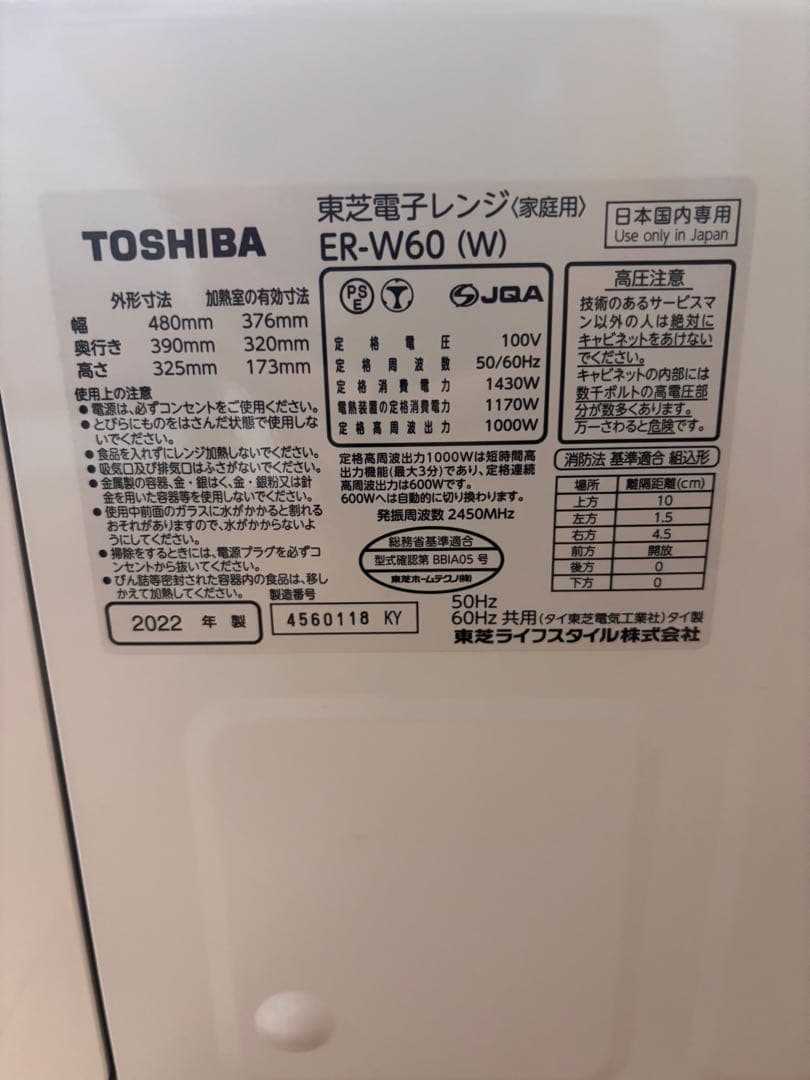 TOSHIBA
東芝電子レンジ〈家庭用〉
ER-W60 (W)
日本国内専用
Use only in Japan
外形寸法 加熱室の有効寸法
幅 480mm 376mm
奥行き 390mm 320mm
高さ 325mm 173mm
使用上の注意
●電源は、必ずコンセントをご使用ください。
●とびらにものをはさんだ状態で使用しな
いでください。
●食品を入れずにレンジ加熱しないでください。
●吸気口及び排気口はふさがないでください。
●金属製の容器、金・銀はく、金・銀粉又は針
金を用いた容器等を使用しないでください。
●使用中前面のガラスに水がかかると割れる
おそれがありますので、水がかからないよ
うにしてください。
●掃除をするときには、電源プラグを必ずコ
ンセントから抜いてください。
●びん詰等密封された容器内の食品は、移し
かえて加熱してください。
PS
E
JQA
定格電圧 100V
定格周波数 50/60Hz
定格消費電力 1430W
電熱装置の定格消費電力 1170W
定格高周波出力 1000W
定格高周波出力1000Wは短時間高
出力機能(最大3分)であり、定格連続
高周波出力は600Wです。
600Wへは自動的に切り換わります。
発振周波数 2450MHz
総務省基準適合
型式確認第 BBIA05 号
東芝ホームテクノ(株)
高圧注意
技術のあるサービスマ
ン以外の人は絶対に
キャビネットをあけない
でください。
キャビネットの内部には
数千ボルトの高電圧部
分が数多くあります。
万一さわると危険です。
消防法 基準適合 組込形
場所 離隔距離(cm)
上方 10
左方 1.5
右方 4.5
前方 開放
後方 0
下方 0
2022 年 製
製造番号
4560118 KY
50Hz
60Hz 共用(タイ東芝電気工業社)タイ製
東芝ライフスタイル株式会社